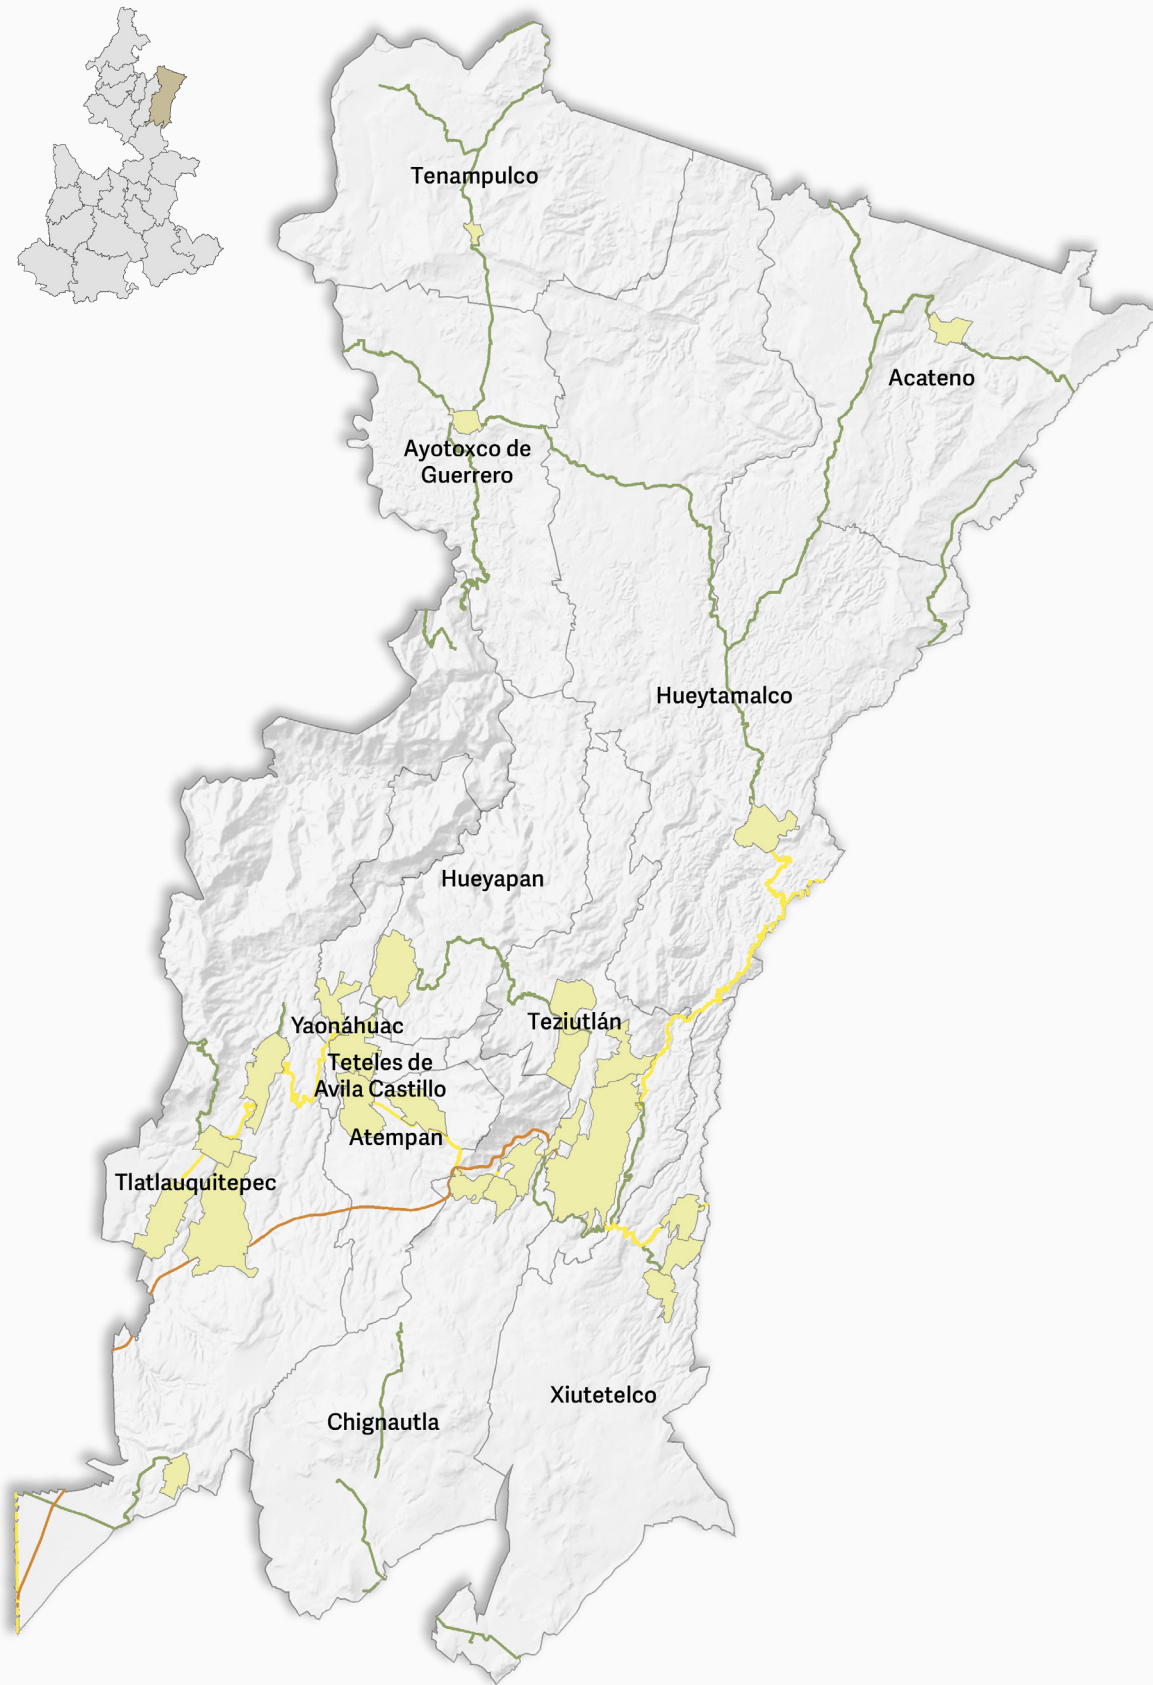 Tenampulco
Acateno
Ayotoxco de
Guerrero
Hueytamalco
Hueyapan
Yaonáhuac
Teziutlán
Teteles de
Avila Castillo
Atempan
Tlatlauquitepec
Xiutetelco
Chignautla